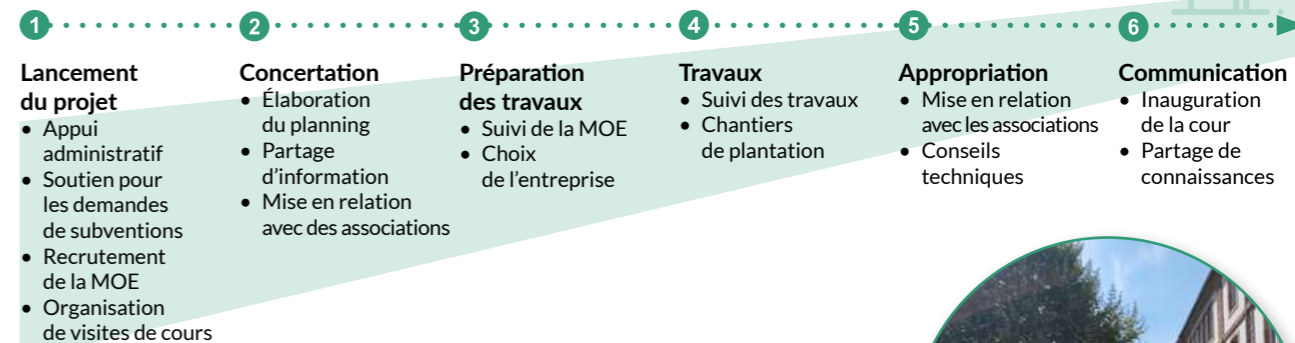 1
2
3
4
5
6
Lancement
du projet
• Appui
administratif
• Soutien pour
les demandes
de subventions
• Recrutement
de la MOE
• Organisation
de visites de cours
Concertation
• Élaboration
du planning
• Partage
d’information
• Mise en relation
avec des associations
Préparation
des travaux
• Suivi de la MOE
• Choix
de l’entreprise
Travaux
• Suivi des travaux
• Chantiers
de plantation
Appropriation
• Mise en relation
avec les associations
• Conseils
techniques
Communication
• Inauguration
de la cour
• Partage de
connaissances